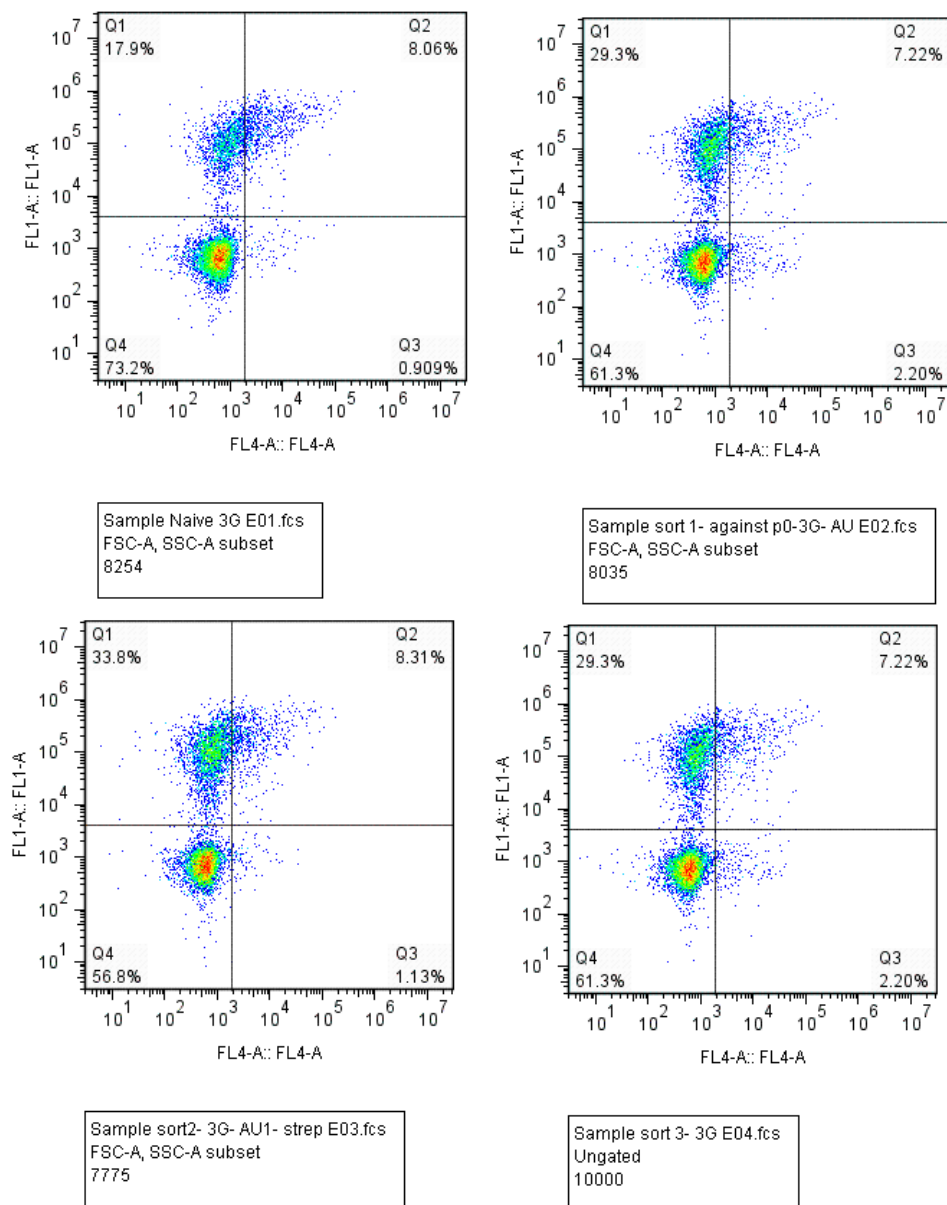 Q1
17.9%
Q2
8.06%
10^7
10^6
10^5
10^4
10^3
10^2
10^1
FL1-A:: FL1-A
Q4
73.2%
Q3
0.909%
10^1 10^2 10^3 10^4 10^5 10^6 10^7
FL4-A:: FL4-A
Sample Naive 3G E01.fcs
FSC-A, SSC-A subset
8254
Q1
29.3%
Q2
7.22%
10^7
10^6
10^5
10^4
10^3
10^2
10^1
FL1-A:: FL1-A
Q4
61.3%
Q3
2.20%
10^1 10^2 10^3 10^4 10^5 10^6 10^7
FL4-A:: FL4-A
Sample sort 1- against p0-3G- AU E02.fcs
FSC-A, SSC-A subset
8035
Q1
33.8%
Q2
8.31%
10^7
10^6
10^5
10^4
10^3
10^2
10^1
FL1-A:: FL1-A
Q4
56.8%
Q3
1.13%
10^1 10^2 10^3 10^4 10^5 10^6 10^7
FL4-A:: FL4-A
Sample sort2- 3G- AU1- strep E03.fcs
FSC-A, SSC-A subset
7775
Q1
29.3%
Q2
7.22%
10^7
10^6
10^5
10^4
10^3
10^2
10^1
FL1-A:: FL1-A
Q4
61.3%
Q3
2.20%
10^1 10^2 10^3 10^4 10^5 10^6 10^7
FL4-A:: FL4-A
Sample sort 3- 3G E04.fcs
Ungated
10000